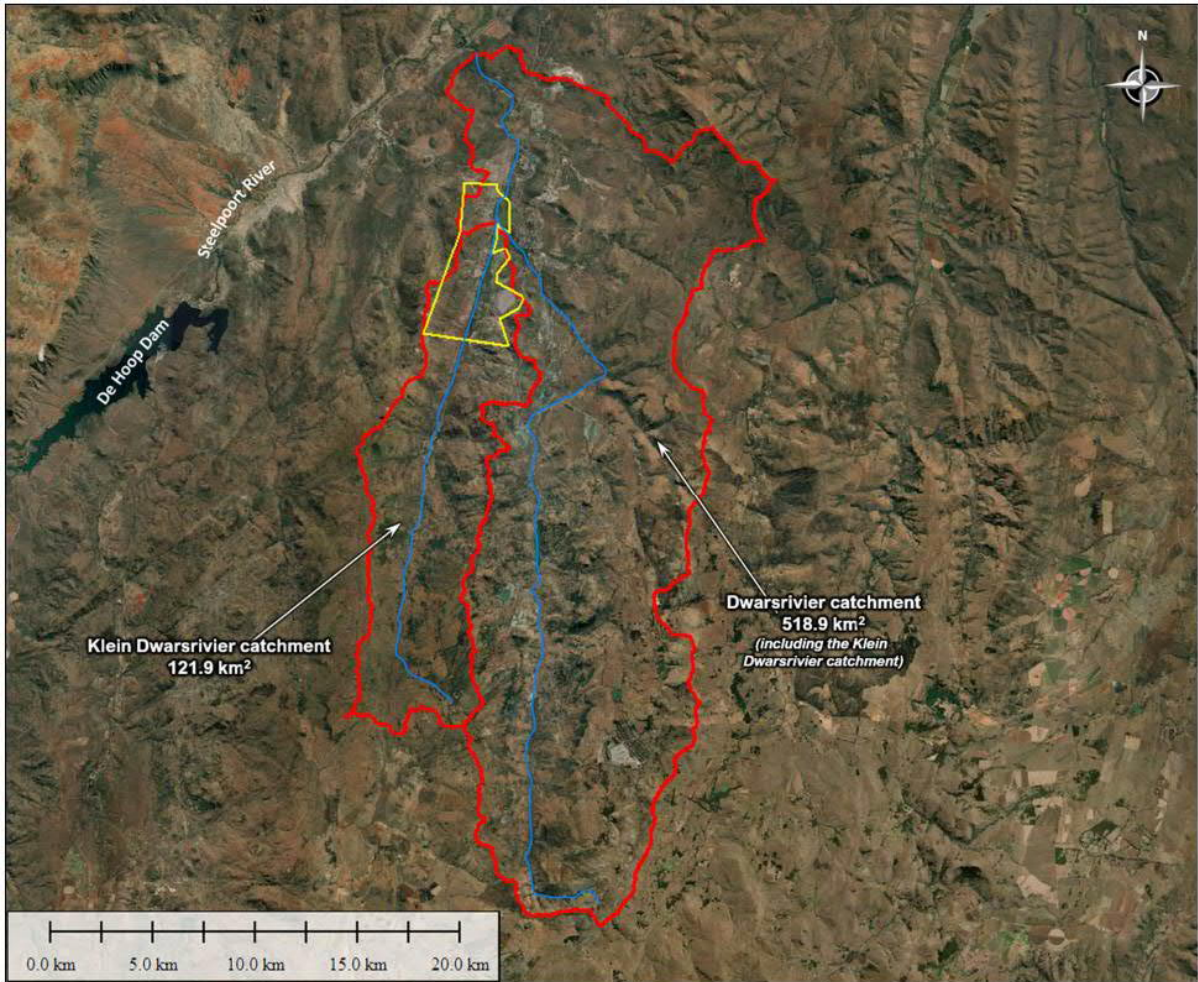 N
Steelpoort River
De Hoop Dam
Klein Dwarsrivier catchment
121.9 km²
Dwarsrivier catchment
518.9 km²
(including the Klein
Dwarsrivier catchment)
0.0 km 5.0 km 10.0 km 15.0 km 20.0 km